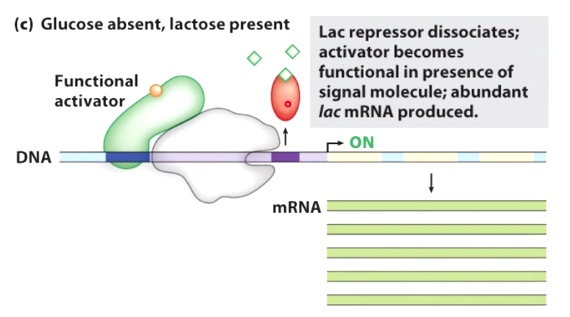 (c) Glucose absent, lactose present
Lac repressor dissociates;
activator becomes
functional in presence of
signal molecule; abundant
lac mRNA produced.
Functional
activator
DNA
ON
mRNA